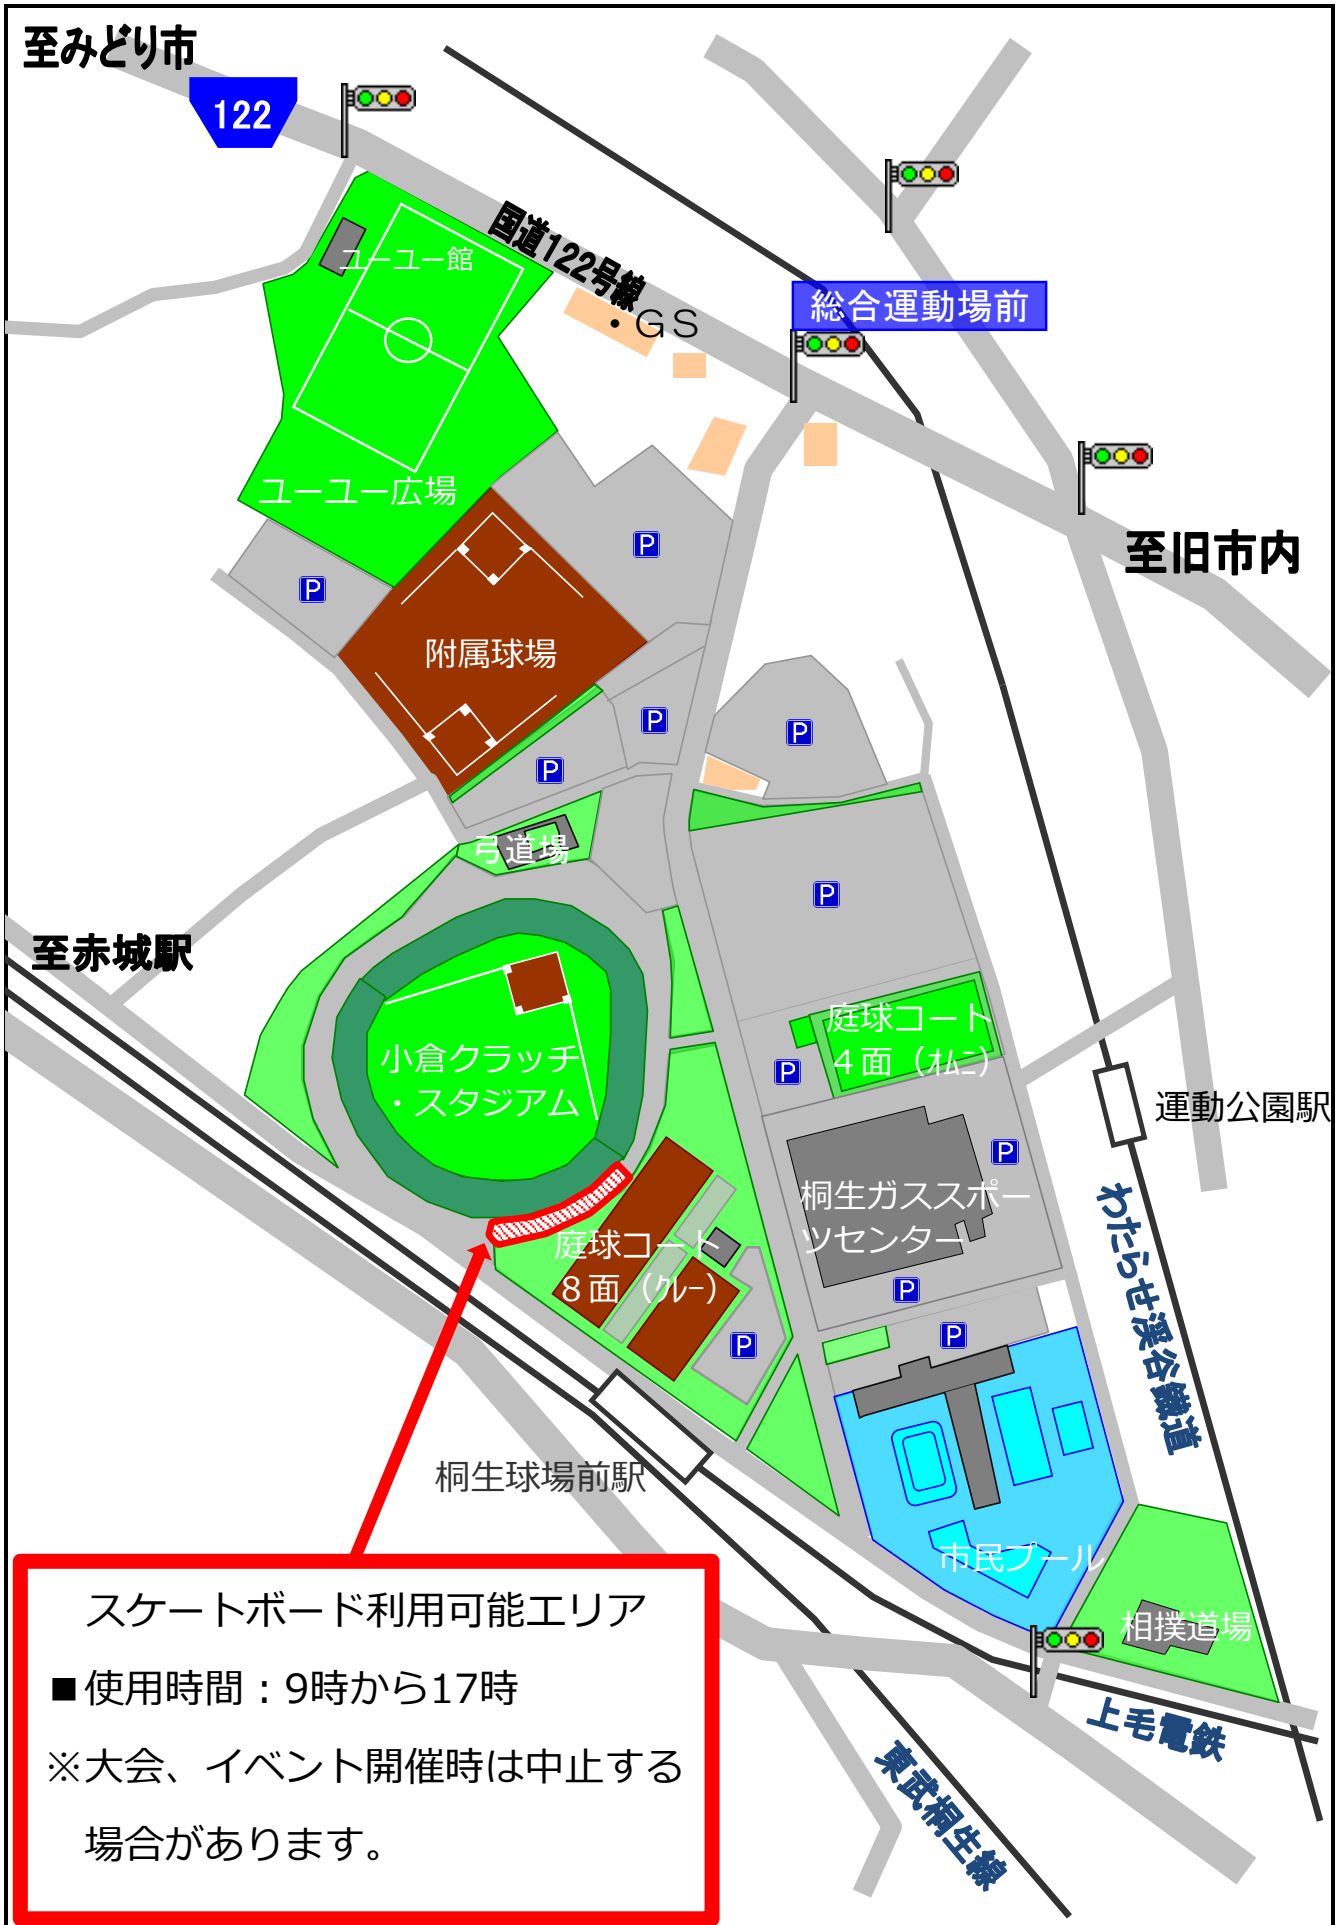 至みどり市
122
国道122号線
・GS
総合運動場前
ユーユー館
ユーユー広場
至旧市内
P
P
附属球場
P
P
P
弓道場
P
至赤城駅
庭球コート
4面（ｵﾑﾆ）
小倉クラッチ
・スタジアム
P
運動公園駅
P
桐生ガススポー
ツセンター
わたらせ渓谷鐵道
庭球コート
8面（ｸﾚｰ）
P
P
P
桐生球場前駅
市民プール
相撲道場
上毛電鉄
東武桐生線
スケートボード利用可能エリア
■使用時間：9時から17時
※大会、イベント開催時は中止する
場合があります。